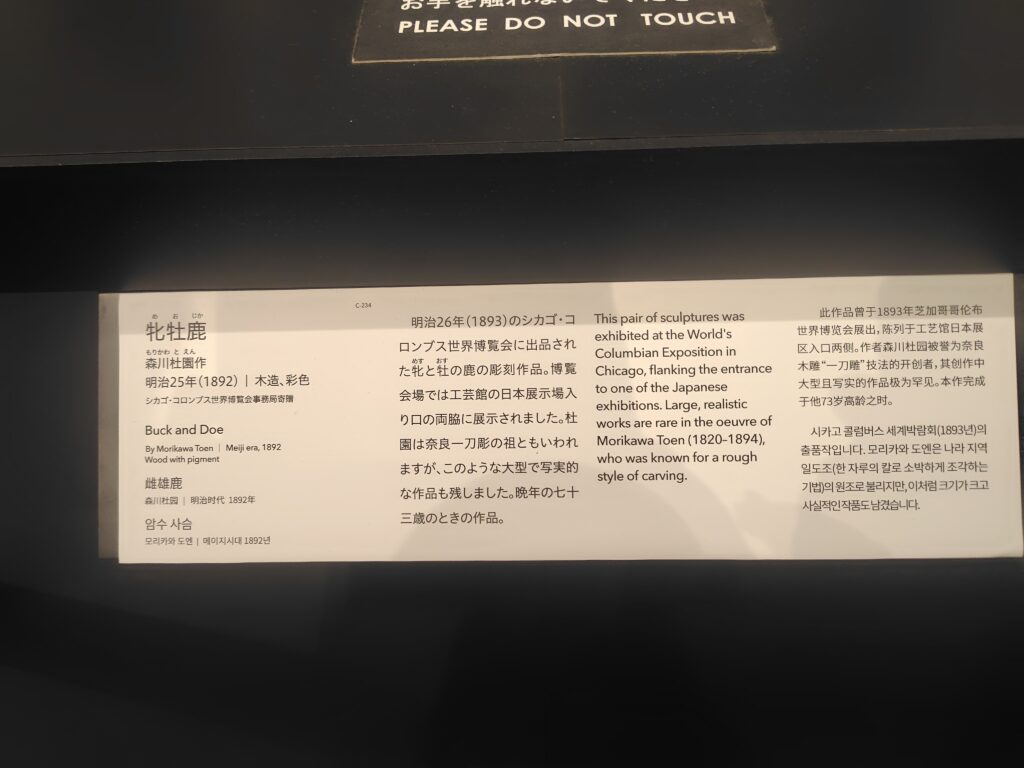 PLEASE DO NOT TOUCH
C-234
め お じか
牝牡鹿
もりかわ と えん
森川杜園作
明治25年(1892)| 木造、彩色
シカゴ・コロンブス世界博覧会事務局寄贈
Buck and Doe
By Morikawa Toen | Meiji era, 1892
Wood with pigment
雌雄鹿
森川杜园 | 明治时代 1892年
암수 사슴
모리카와 도엔 | 메이지시대 1892년
明治26年(1893)のシカゴ・コ
ロンブス世界博覧会に出品され
めす おす
た牝と牡の鹿の彫刻作品。博覧
会場では工芸館の日本展示場入
り口の両脇に展示されました。杜
園は奈良一刀彫の祖ともいわれ
ますが、このような大型で写実的
な作品も残しました。晩年の七十
三歳のときの作品。
This pair of sculptures was
exhibited at the World's
Columbian Exposition in
Chicago, flanking the entrance
to one of the Japanese
exhibitions. Large, realistic
works are rare in the oeuvre of
Morikawa Toen (1820–1894),
who was known for a rough
style of carving.
此作品曾于1893年芝加哥哥伦布
世界博览会展出，陈列于工艺馆日本展
区入口两侧。作者森川杜园被誉为奈良
木雕“一刀雕”技法的开创者，其创作中
大型且写实的作品极为罕见。本作完成
于他73岁高龄之时。
시카고 콜럼버스 세계박람회(1893년)의
출품작입니다. 모리카와 도엔은 나라 지역
일도조(한 자루의 칼로 소박하게 조각하는
기법)의 원조로 불리지만, 이처럼 크기가 크고
사실적인 작품도 남겼습니다.